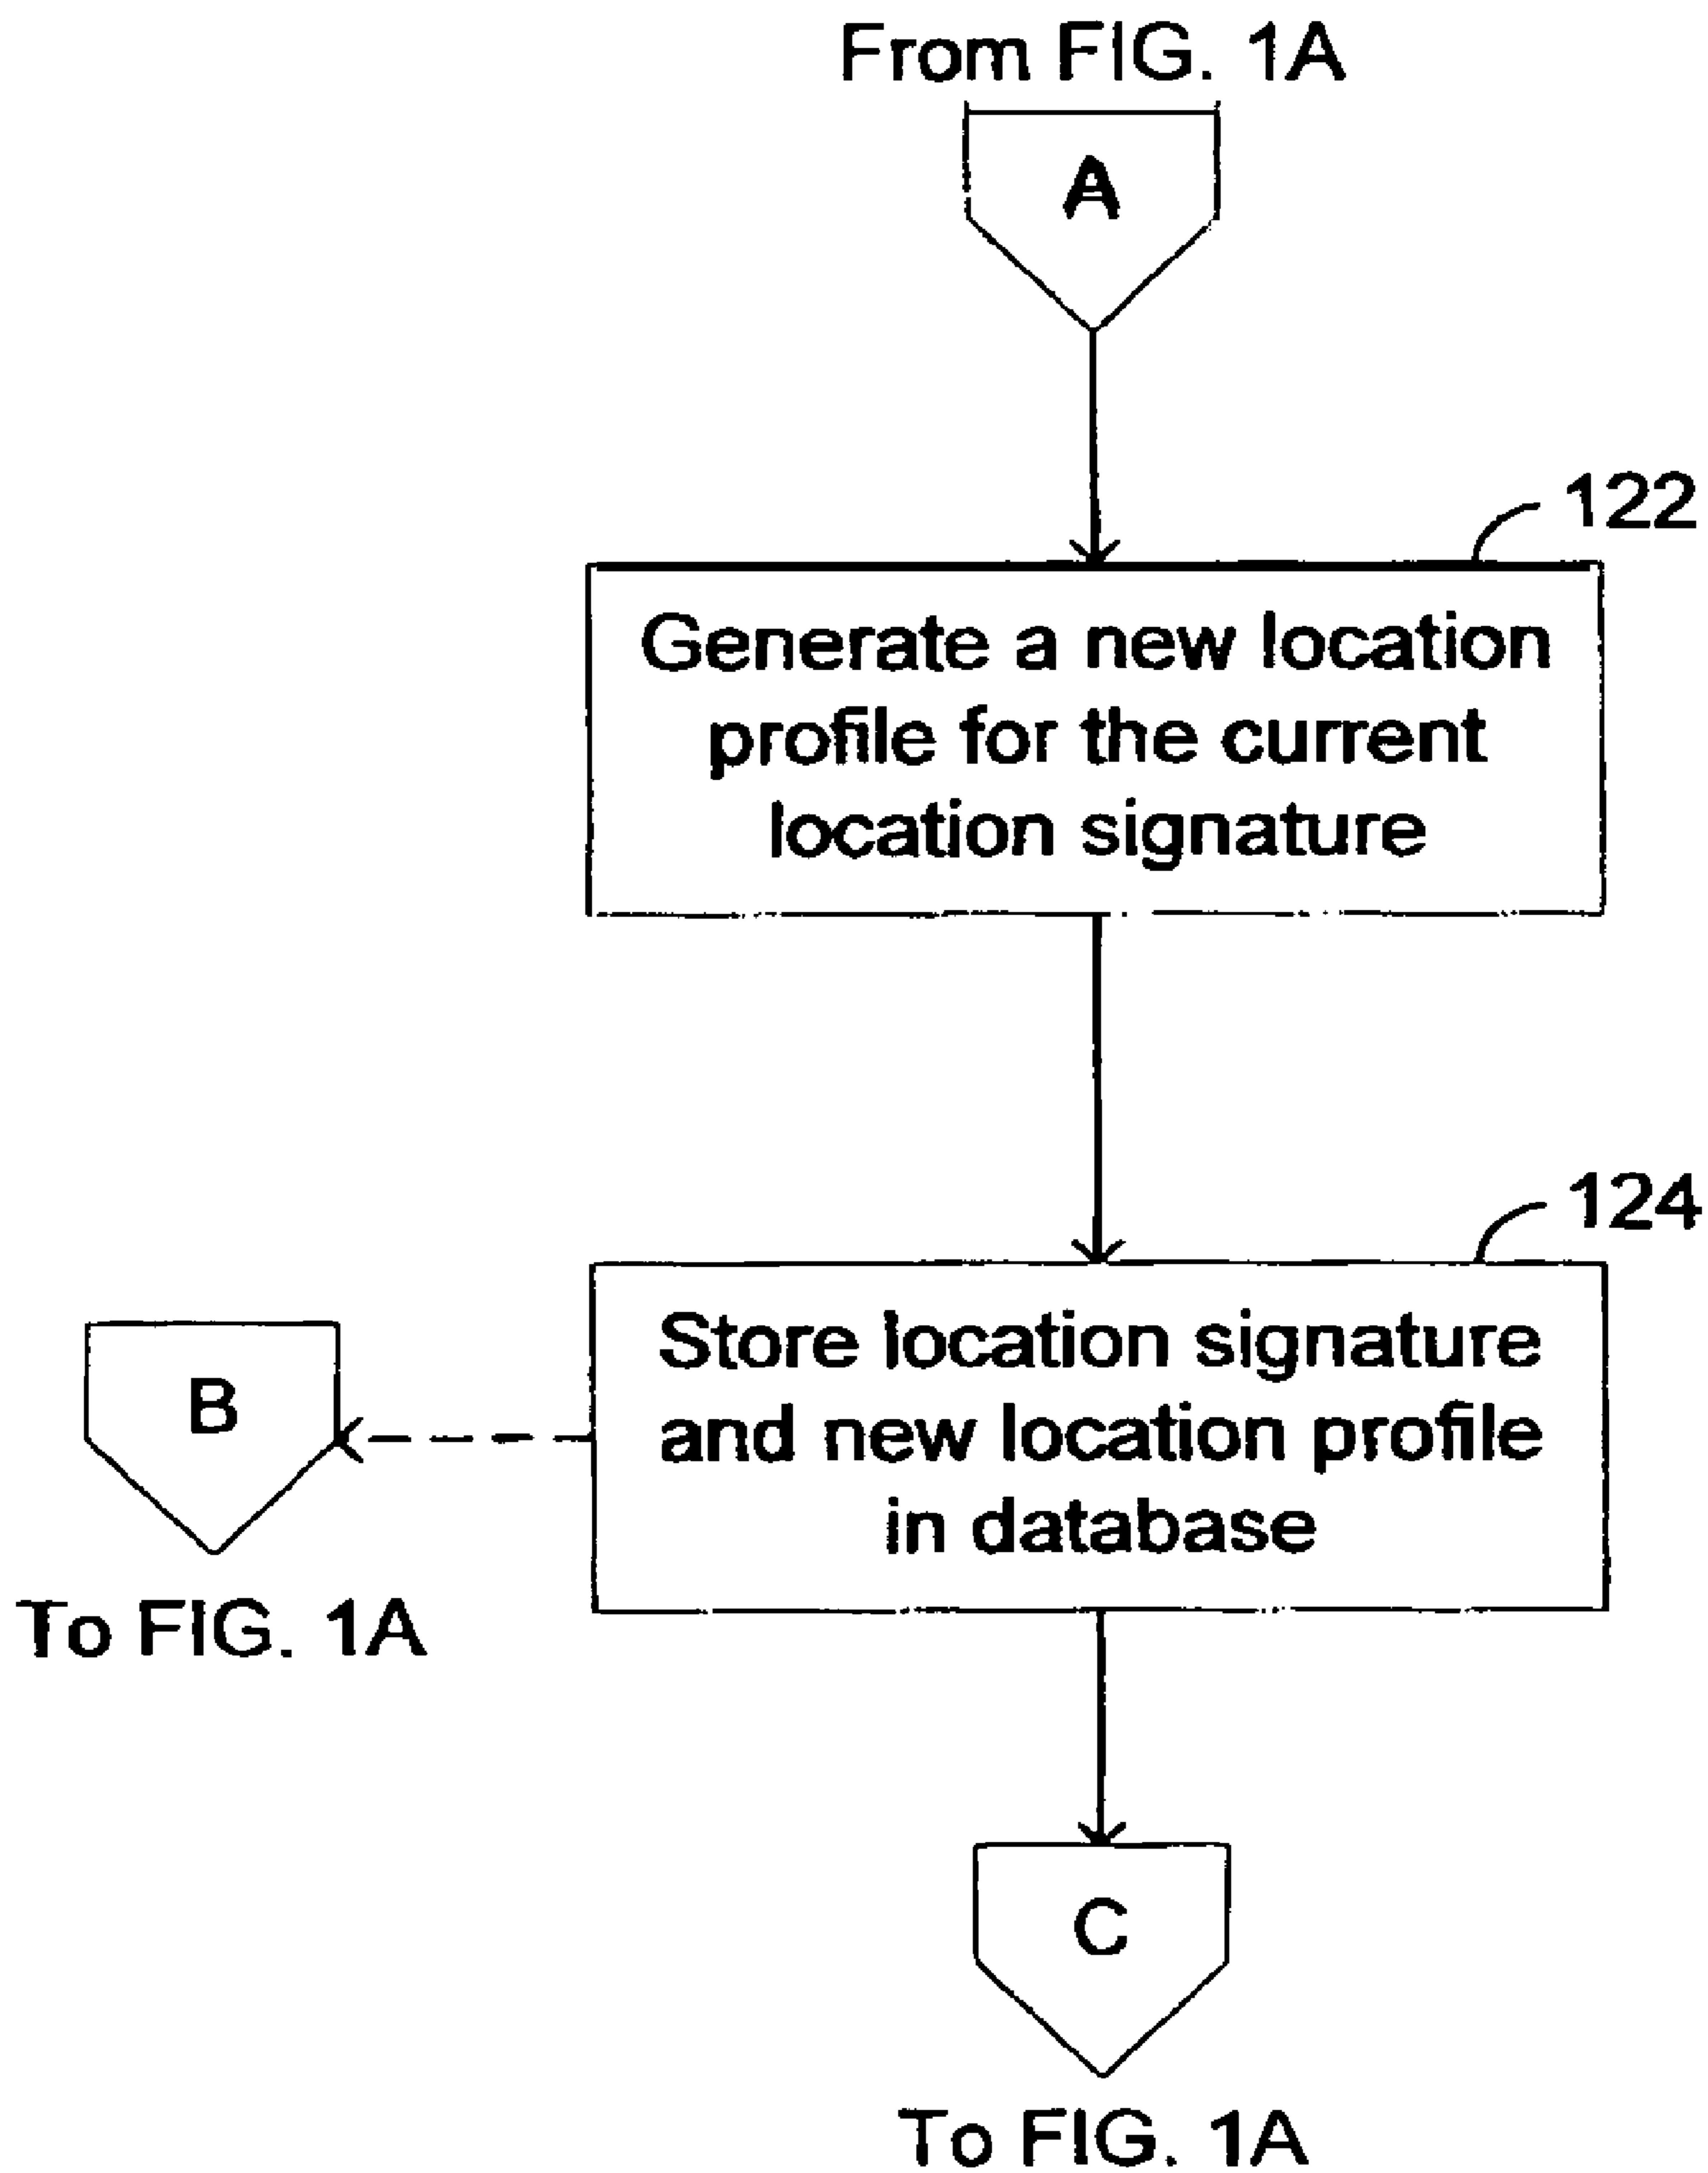 From FIG. 1A
A
122
Generate a new location
profile for the current
location signature
124
Store location signature
and new location profile
in database
B
To FIG. 1A
C
To FIG. 1A